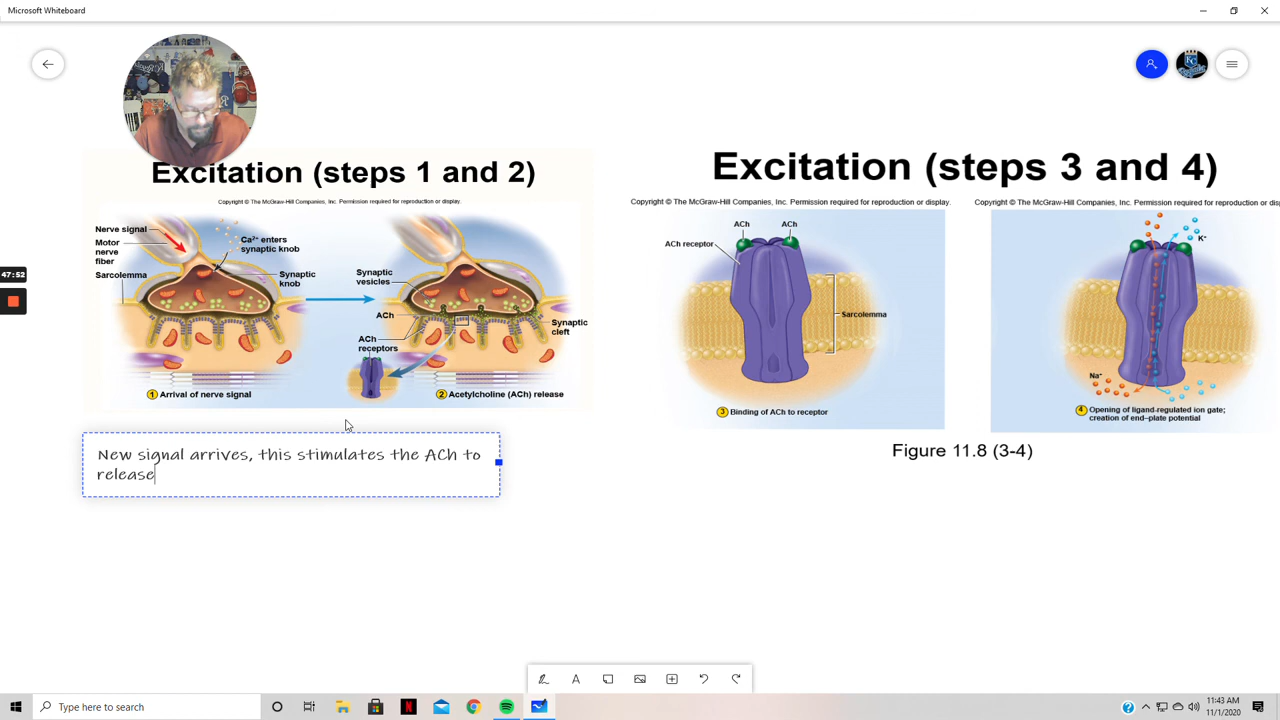 Microsoft Whiteboard
47:52
Excitation (steps 1 and 2)
Copyright © The McGraw-Hill Companies, Inc. Permission required for reproduction or display.
Nerve signal
Motor
nerve
fiber
Sarcolemma
Ca²⁺ enters
synaptic knob
Synaptic
knob
Synaptic
vesicles
ACh
ACh
receptors
Synaptic
cleft
1 Arrival of nerve signal
2 Acetylcholine (ACh) release
New signal arrives, this stimulates the ACh to
release
Excitation (steps 3 and 4)
Copyright © The McGraw-Hill Companies, Inc. Permission required for reproduction or display.
Copyright © The McGraw-Hill Companies, Inc. Permission required for reproduction or dis
ACh
ACh
ACh receptor
Sarcolemma
3 Binding of ACh to receptor
K⁺
Na⁺
4 Opening of ligand-regulated ion gate;
creation of end–plate potential
Figure 11.8 (3-4)
KC
Royals
A
Type here to search
11:43 AM
11/1/2020